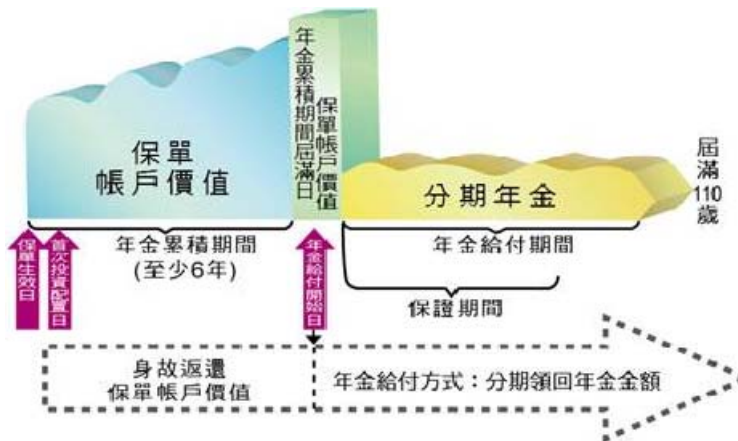 保單
帳戶價值
年金累積期間屆滿日
保單帳戶價值
分期年金
屆滿110歲
保單生效日
首次投資配置日
年金累積期間
(至少6年)
年金給付開始日
年金給付期間
保證期間
身故返還
保單帳戶價值
年金給付方式：分期領回年金金額